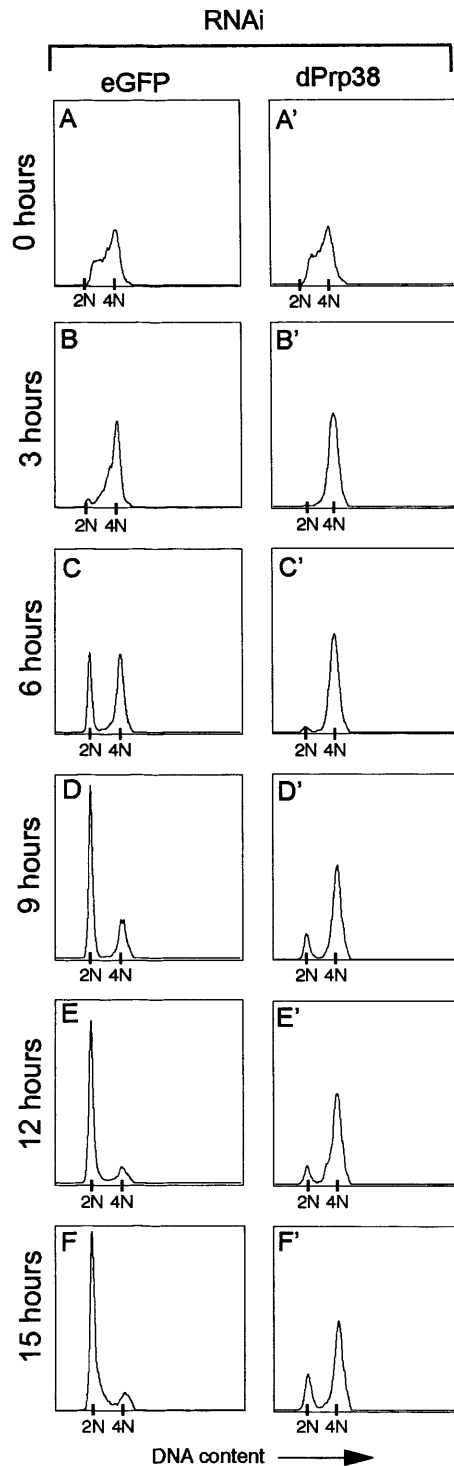 RNAi
eGFP dPrp38
0 hours
A
2N 4N
A'
2N 4N
3 hours
B
2N 4N
B'
2N 4N
6 hours
C
2N 4N
C'
2N 4N
9 hours
D
2N 4N
D'
2N 4N
12 hours
E
2N 4N
E'
2N 4N
15 hours
F
2N 4N
F'
2N 4N
DNA content